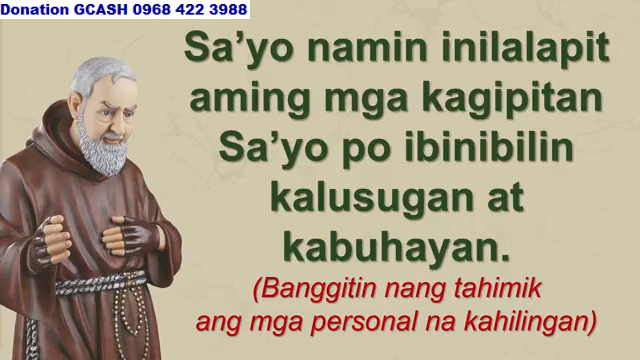 Donation GCASH 0968 422 3988
Sa’yo namin inilalapit
aming mga kagipitan
Sa’yo po ibinibilin
kalusugan at
kabuhayan.
(Banggitin nang tahimik
ang mga personal na kahilingan)